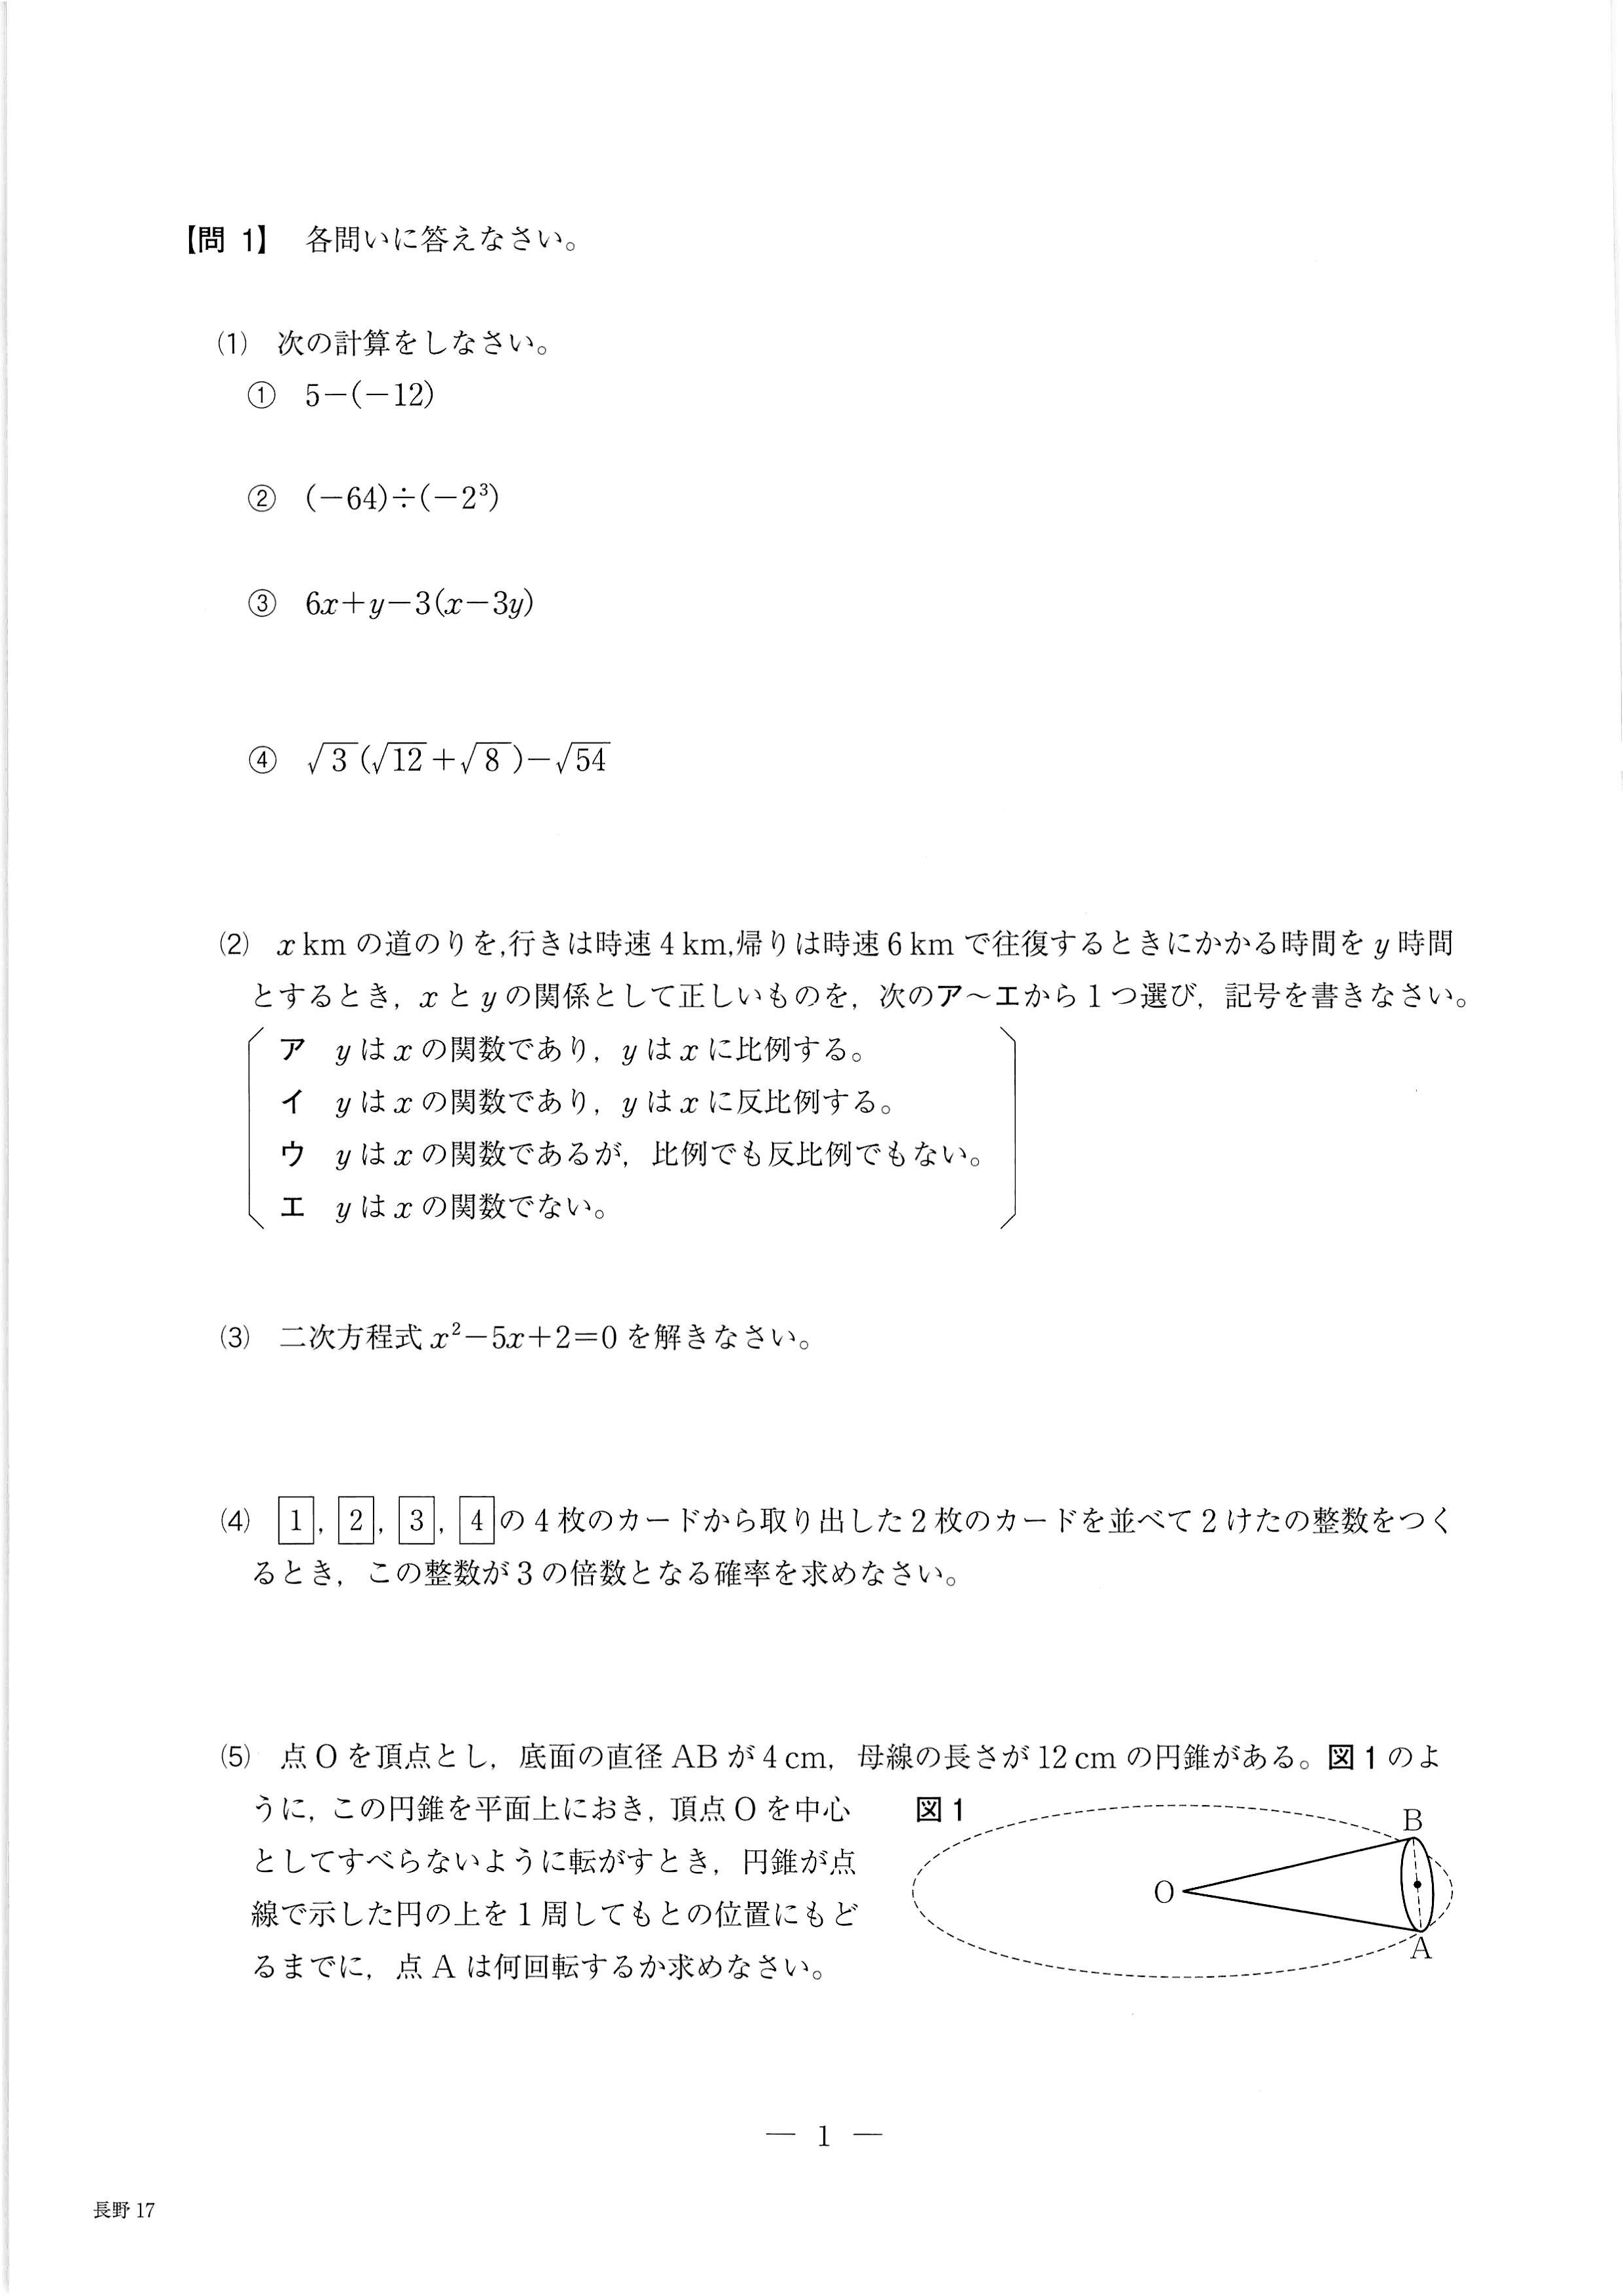 【問 1】 各問いに答えなさい。
(1) 次の計算をしなさい。
① 5－(－12)
② (－64)÷(－2³)
③ 6x＋y－3(x－3y)
④ √3(√12＋√8)－√54
(2) x km の道のりを,行きは時速 4 km,帰りは時速 6 km で往復するときにかかる時間を y 時間
とするとき，x と y の関係として正しいものを，次のア〜エから 1 つ選び，記号を書きなさい。
ア y は x の関数であり，y は x に比例する。
イ y は x の関数であり，y は x に反比例する。
ウ y は x の関数であるが，比例でも反比例でもない。
エ y は x の関数でない。
(3) 二次方程式 x²－5x＋2＝0 を解きなさい。
(4) 1，2，3，4 の 4 枚のカードから取り出した 2 枚のカードを並べて 2 けたの整数をつく
るとき，この整数が 3 の倍数となる確率を求めなさい。
(5) 点 O を頂点とし，底面の直径 AB が 4 cm，母線の長さが 12 cm の円錐がある。図 1 のよ
うに，この円錐を平面上におき，頂点 O を中心
としてすべらないように転がすとき，円錐が点
線で示した円の上を 1 周してもとの位置にもど
るまでに，点 A は何回転するか求めなさい。
図 1
B
O
A
— 1 —
長野 17